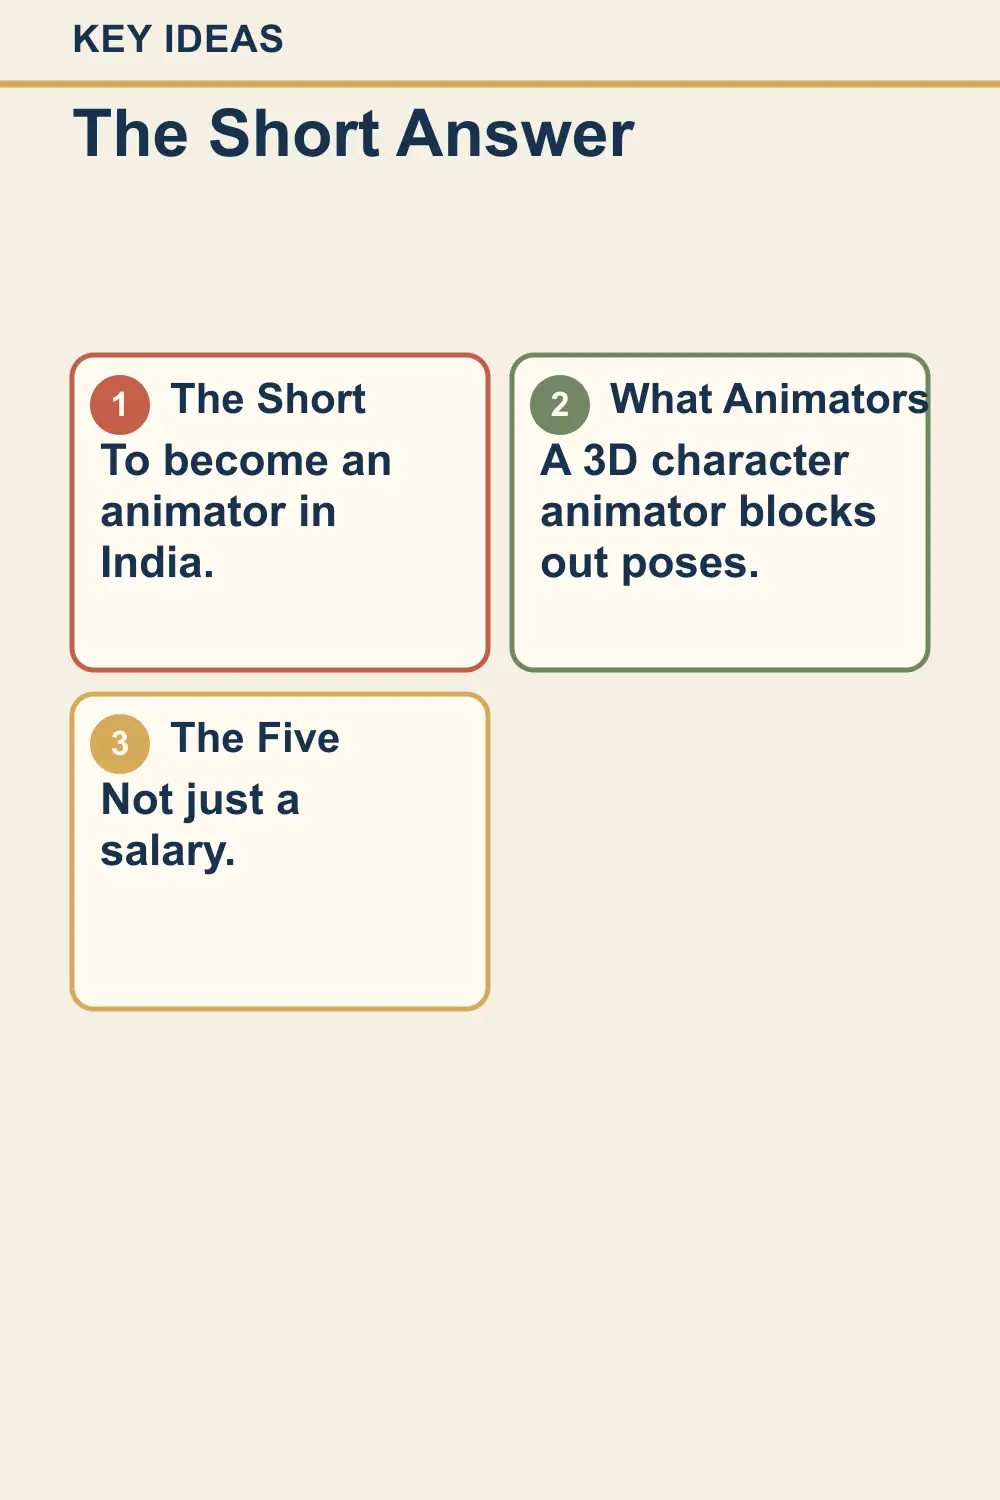 KEY IDEAS
The Short Answer
1 The Short
To become an
animator in
India.
2 What Animators
A 3D character
animator blocks
out poses.
3 The Five
Not just a
salary.